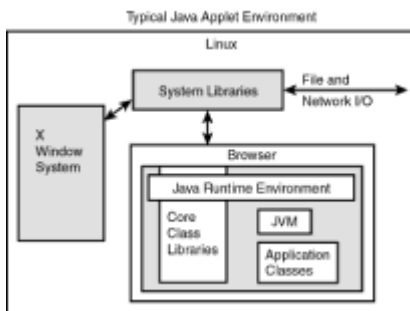 Typical Java Applet Environment
Linux
System Libraries
File and
Network I/O
X
Window
System
Browser
Java Runtime Environment
Core
Class
Libraries
JVM
Application
Classes